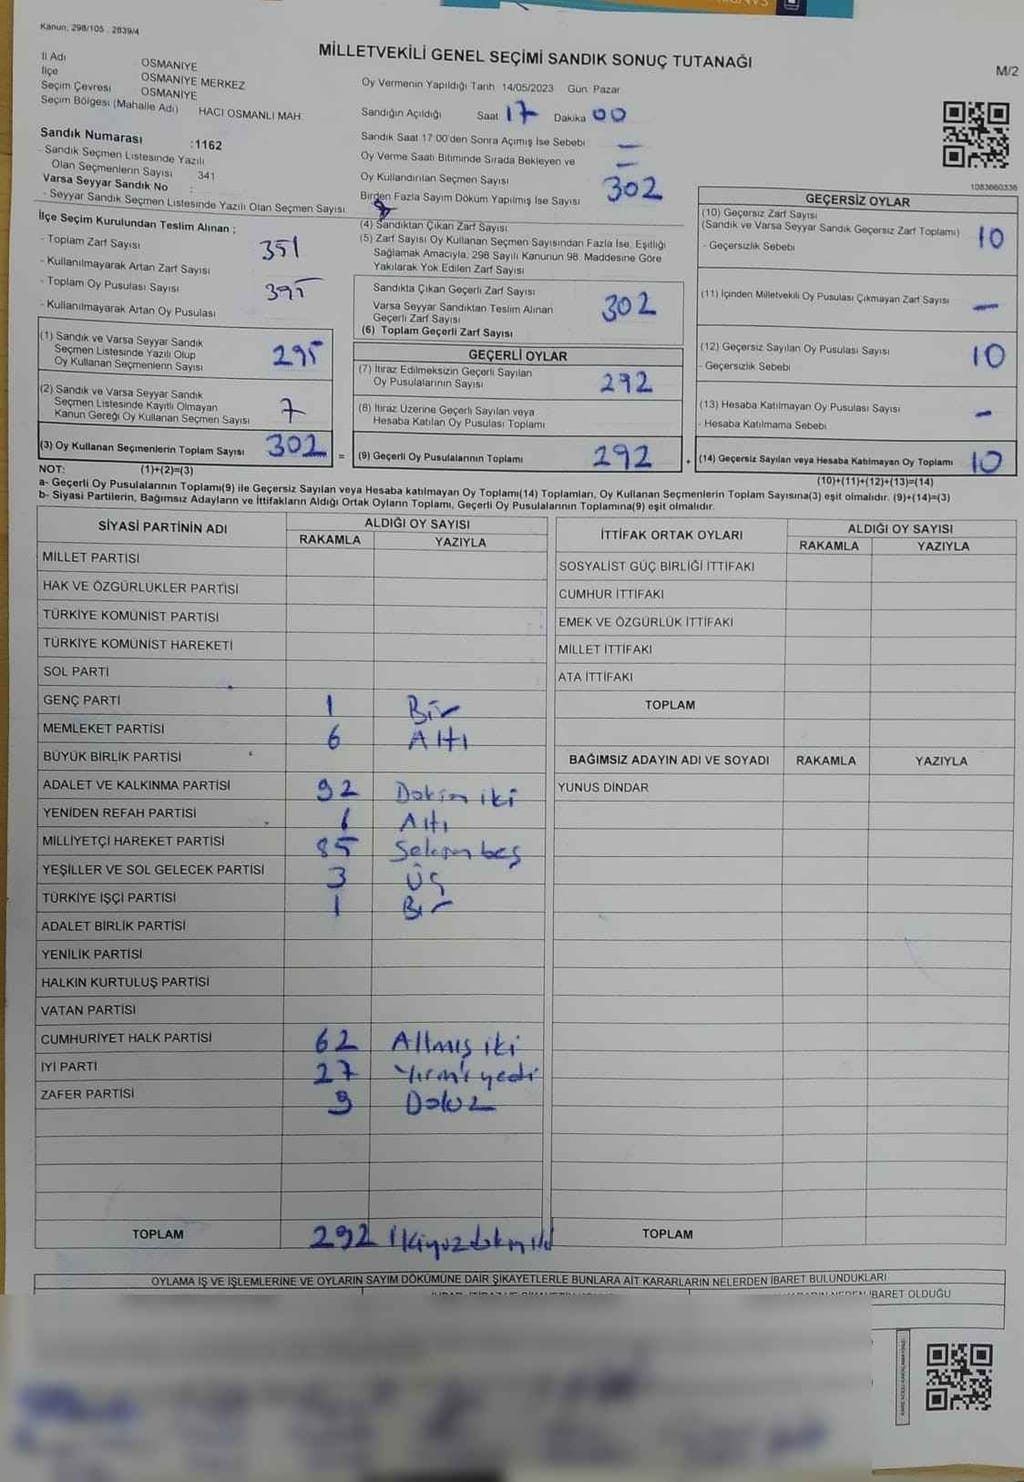 Kanun, 298/105, 2839/4
MİLLETVEKİLİ GENEL SEÇİMİ SANDIK SONUÇ TUTANAĞI
M/2
İl Adı OSMANİYE
İlçe OSMANİYE MERKEZ
Seçim Çevresi OSMANİYE
Seçim Bölgesi (Mahalle Adı) HACI OSMANLI MAH.
Sandık Numarası :1162
- Sandık Seçmen Listesinde Yazılı
Olan Seçmenlerin Sayısı 341
Varsa Seyyar Sandık No :
- Seyyar Sandık Seçmen Listesinde Yazılı Olan Seçmen Sayısı
Oy Vermenin Yapıldığı Tarih 14/05/2023 Gün Pazar
Sandığın Açıldığı Saat 17 Dakika 00
Sandık Saat 17:00'den Sonra Açımış İse Sebebi —
Oy Verme Saati Bitiminde Sırada Bekleyen ve —
Oy Kullandırılan Seçmen Sayısı 302
Birden Fazla Sayım Döküm Yapılmış İse Sayısı
1083660336
İlçe Seçim Kurulundan Teslim Alınan ;
- Toplam Zarf Sayısı 351
- Kullanılmayarak Artan Zarf Sayısı
- Toplam Oy Pusulası Sayısı 395
- Kullanılmayarak Artan Oy Pusulası
(1) Sandık ve Varsa Seyyar Sandık
Seçmen Listesinde Yazılı Olup
Oy Kullanan Seçmenlerin Sayısı 295
(2) Sandık ve Varsa Seyyar Sandık
Seçmen Listesinde Kayıtlı Olmayan
Kanun Gereği Oy Kullanan Seçmen Sayısı 7
(3) Oy Kullanan Seçmenlerin Toplam Sayısı 302 =
(4) Sandıktan Çıkan Zarf Sayısı
(5) Zarf Sayısı Oy Kullanan Seçmen Sayısından Fazla İse, Eşitliği
Sağlamak Amacıyla, 298 Sayılı Kanunun 98. Maddesine Göre
Yakılarak Yok Edilen Zarf Sayısı
Sandıkta Çıkan Geçerli Zarf Sayısı
Varsa Seyyar Sandıktan Teslim Alınan
Geçerli Zarf Sayısı
(6) Toplam Geçerli Zarf Sayısı 302
GEÇERLİ OYLAR
(7) İtiraz Edilmeksizin Geçerli Sayılan
Oy Pusulalarının Sayısı 292
(8) İtiraz Üzerine Geçerli Sayılan veya
Hesaba Katılan Oy Pusulası Toplamı
(9) Geçerli Oy Pusulalarının Toplamı 292 +
GEÇERSİZ OYLAR
(10) Geçersiz Zarf Sayısı
(Sandık ve Varsa Seyyar Sandık Geçersiz Zarf Toplamı) 10
- Geçersizlik Sebebi
(11) İçinden Milletvekili Oy Pusulası Çıkmayan Zarf Sayısı —
(12) Geçersiz Sayılan Oy Pusulası Sayısı 10
- Geçersizlik Sebebi
(13) Hesaba Katılmayan Oy Pusulası Sayısı —
- Hesaba Katılmama Sebebi
(14) Geçersiz Sayılan veya Hesaba Katılmayan Oy Toplamı 10
NOT: (1)+(2)=(3) (10)+(11)+(12)+(13)=(14)
a- Geçerli Oy Pusulalarının Toplamı(9) ile Geçersiz Sayılan veya Hesaba katılmayan Oy Toplamı(14) Toplamları, Oy Kullanan Seçmenlerin Toplam Sayısına(3) eşit olmalıdır. (9)+(14)=(3)
b- Siyasi Partilerin, Bağımsız Adayların ve İttifakların Aldığı Ortak Oyların Toplamı, Geçerli Oy Pusulalarının Toplamına(9) eşit olmalıdır.
SİYASİ PARTİNİN ADI ALDIĞI OY SAYISI
RAKAMLA YAZIYLA
MİLLET PARTİSİ
HAK VE ÖZGÜRLÜKLER PARTİSİ
TÜRKİYE KOMÜNİST PARTİSİ
TÜRKİYE KOMÜNİST HAREKETİ
SOL PARTİ
GENÇ PARTİ 1 Bir
MEMLEKET PARTİSİ 6 Altı
BÜYÜK BİRLİK PARTİSİ
ADALET VE KALKINMA PARTİSİ 92 iki
YENİDEN REFAH PARTİSİ 6 Altı
MİLLİYETÇİ HAREKET PARTİSİ 85 Seksen beş
YEŞİLLER VE SOL GELECEK PARTİSİ 3 Üç
TÜRKİYE İŞÇİ PARTİSİ 1 Bir
ADALET BİRLİK PARTİSİ
YENİLİK PARTİSİ
HALKIN KURTULUŞ PARTİSİ
VATAN PARTİSİ
CUMHURİYET HALK PARTİSİ 62 Altmış iki
İYİ PARTİ 27 Yirmi yedi
ZAFER PARTİSİ 9 Dokuz
TOPLAM 292
İTTİFAK ORTAK OYLARI ALDIĞI OY SAYISI
RAKAMLA YAZIYLA
SOSYALİST GÜÇ BİRLİĞİ İTTİFAKI
CUMHUR İTTİFAKI
EMEK VE ÖZGÜRLÜK İTTİFAKI
MİLLET İTTİFAKI
ATA İTTİFAKI
TOPLAM
BAĞIMSIZ ADAYIN ADI VE SOYADI RAKAMLA YAZIYLA
YUNUS DİNDAR
TOPLAM
OYLAMA İŞ VE İŞLEMLERİNE VE OYLARIN SAYIM DÖKÜMÜNE DAİR ŞİKAYETLERLE BUNLARA AİT KARARLARIN NELERDEN İBARET BULUNDUKLARI
İBARET OLDUĞU